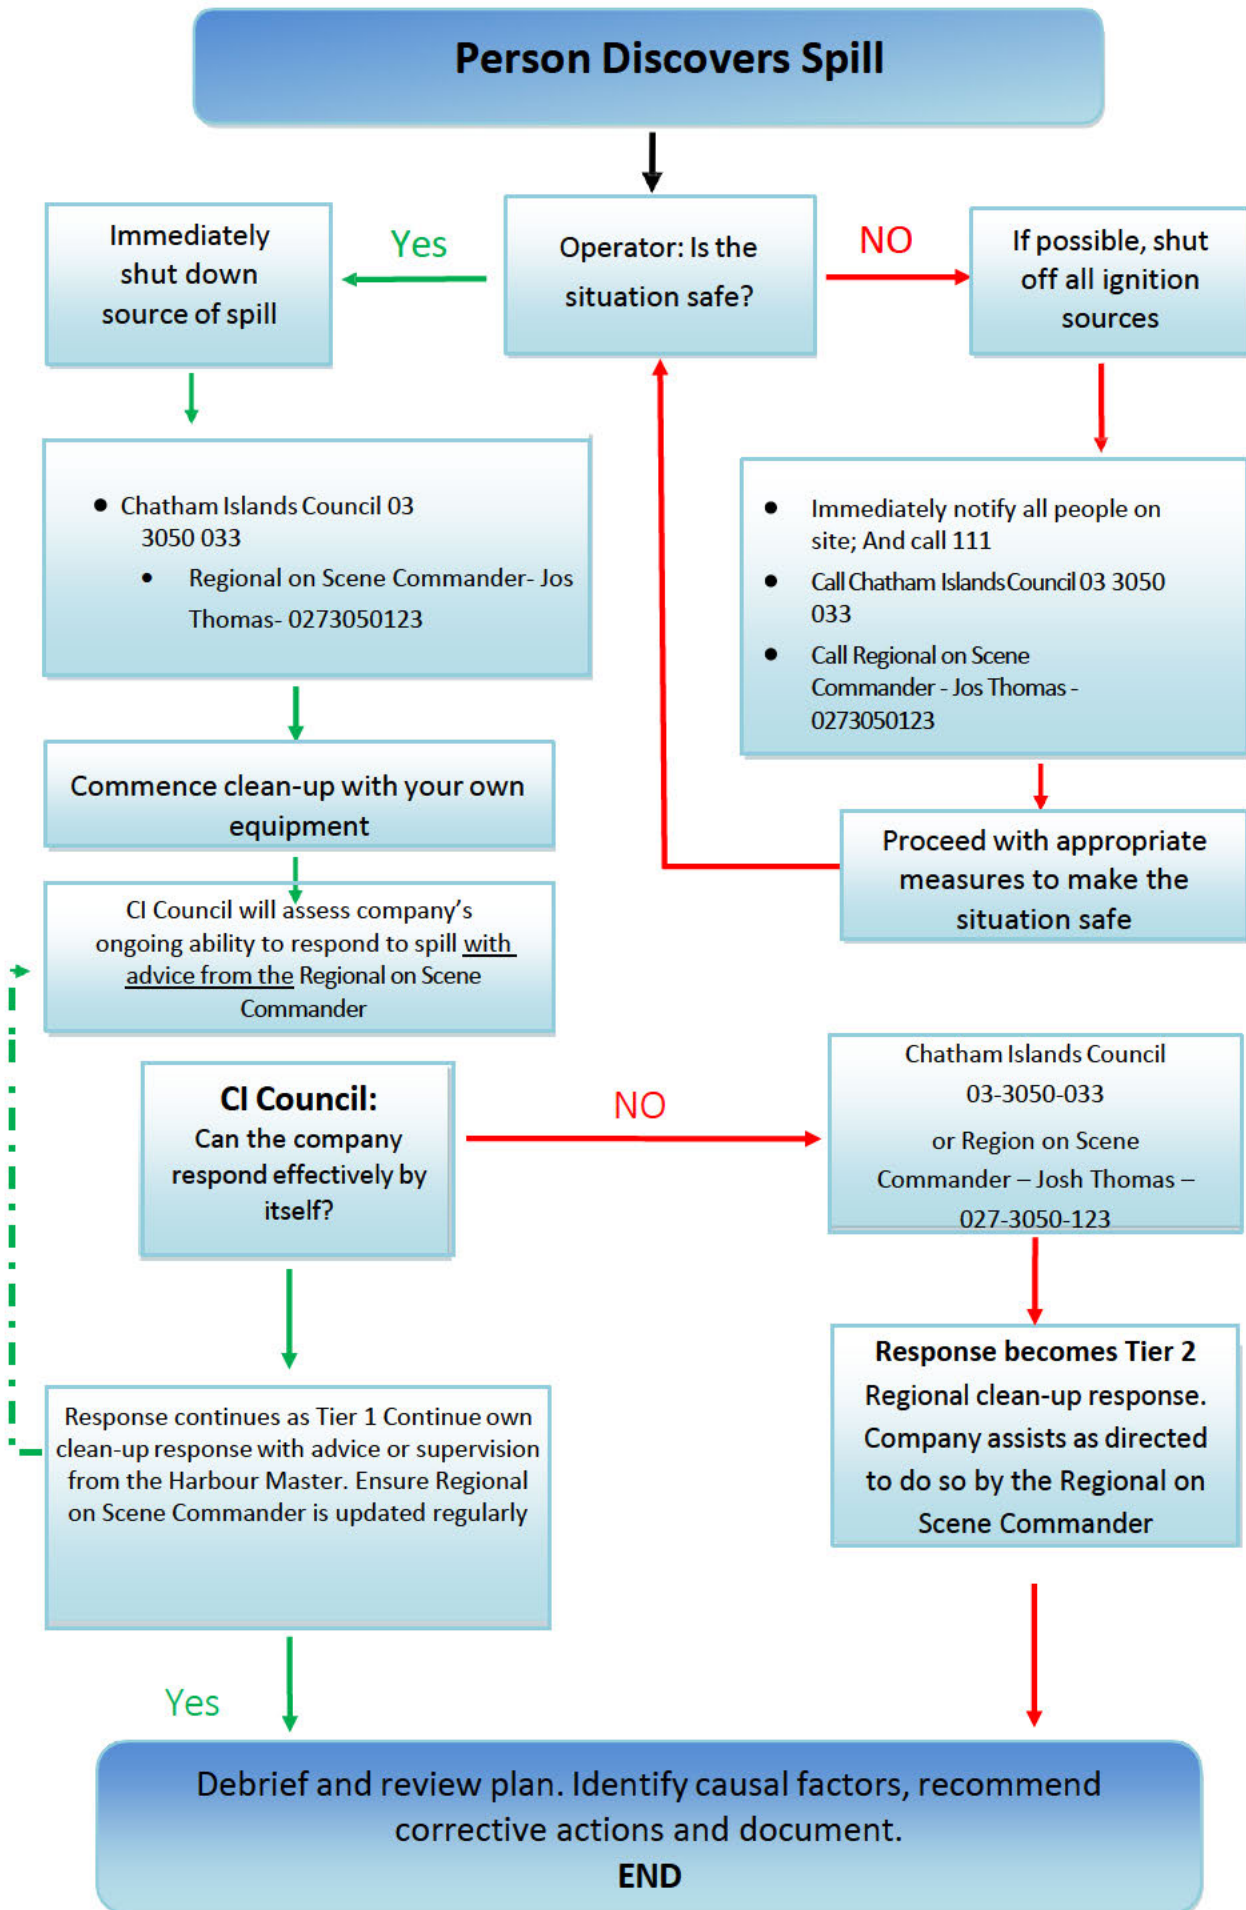 Person Discovers Spill
Immediately
shut down
source of spill
Yes
Operator: Is the
situation safe?
NO
If possible, shut
off all ignition
sources
• Chatham Islands Council 03
3050 033
• Regional on Scene Commander- Jos
Thomas- 0273050123
• Immediately notify all people on
site; And call 111
• Call Chatham Islands Council 03 3050
033
• Call Regional on Scene
Commander - Jos Thomas -
0273050123
Commence clean-up with your own
equipment
Proceed with appropriate
measures to make the
situation safe
CI Council will assess company’s
ongoing ability to respond to spill with
advice from the Regional on Scene
Commander
CI Council:
Can the company
respond effectively by
itself?
NO
Chatham Islands Council
03-3050-033
or Region on Scene
Commander – Josh Thomas –
027-3050-123
Response continues as Tier 1 Continue own
clean-up response with advice or supervision
from the Harbour Master. Ensure Regional
on Scene Commander is updated regularly
Response becomes Tier 2
Regional clean-up response.
Company assists as directed
to do so by the Regional on
Scene Commander
Yes
Debrief and review plan. Identify causal factors, recommend
corrective actions and document.
END